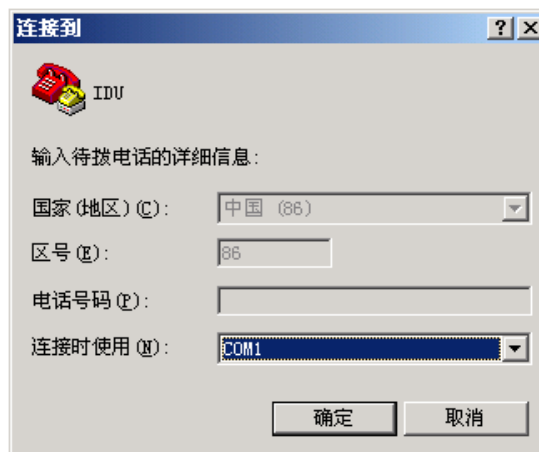 连接到
IDU
输入待拨电话的详细信息:
国家(地区)(C): 中国 (86)
区号(E): 86
电话号码(P):
连接时使用(N): COM1
确定 取消